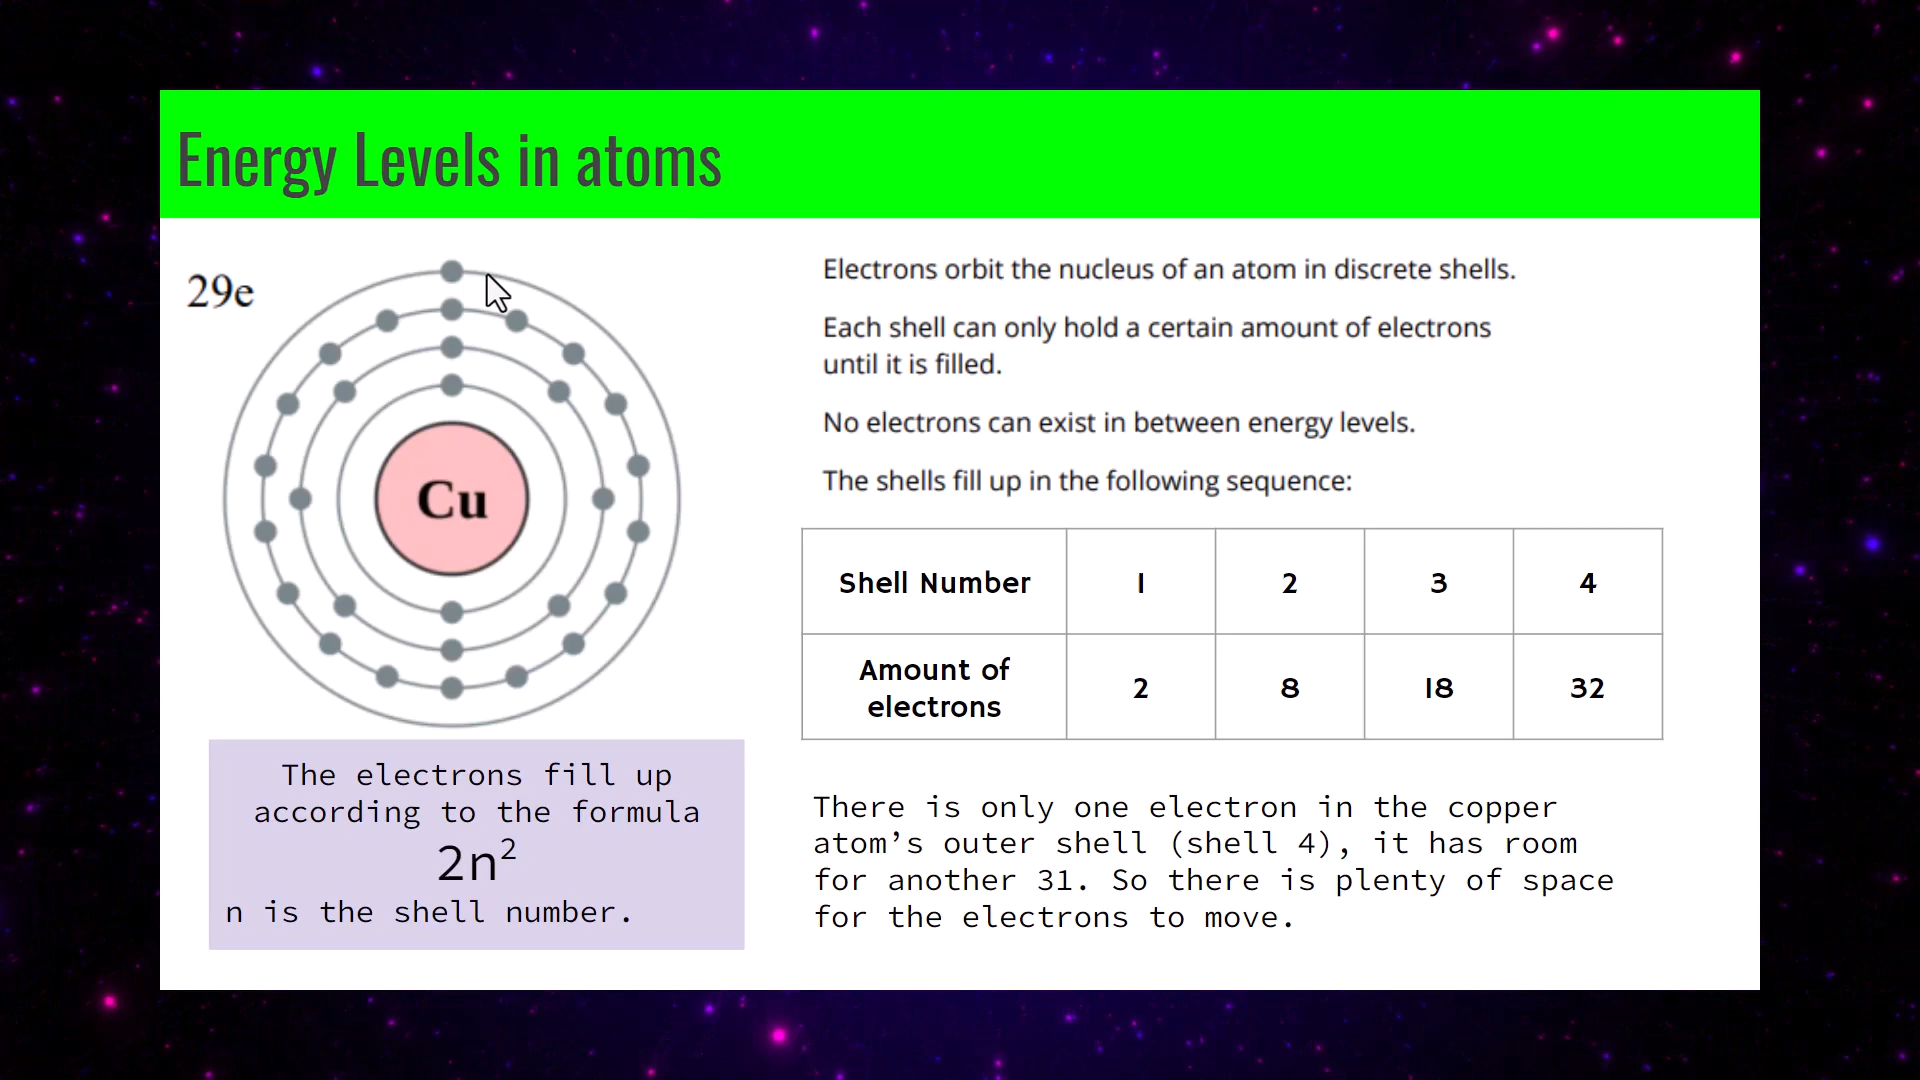 Energy Levels in atoms
29e
Cu
Electrons orbit the nucleus of an atom in discrete shells.
Each shell can only hold a certain amount of electrons
until it is filled.
No electrons can exist in between energy levels.
The shells fill up in the following sequence:
Shell Number 1 2 3 4
Amount of
electrons 2 8 18 32
The electrons fill up
according to the formula
2n²
n is the shell number.
There is only one electron in the copper
atom’s outer shell (shell 4), it has room
for another 31. So there is plenty of space
for the electrons to move.